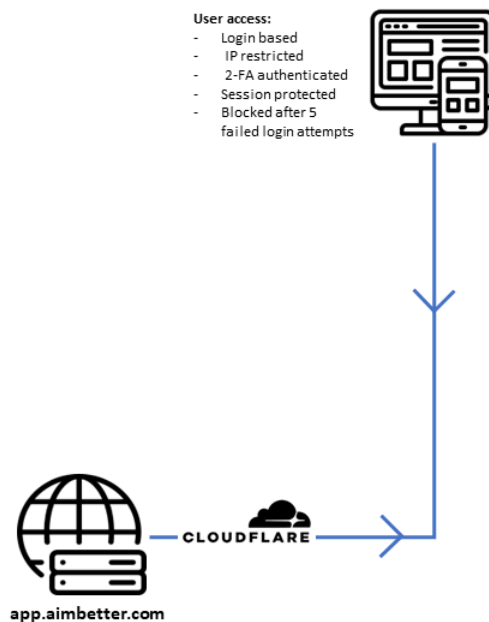 User access:
- Login based
- IP restricted
- 2-FA authenticated
- Session protected
- Blocked after 5
failed login attempts
CLOUDFLARE
app.aimbetter.com